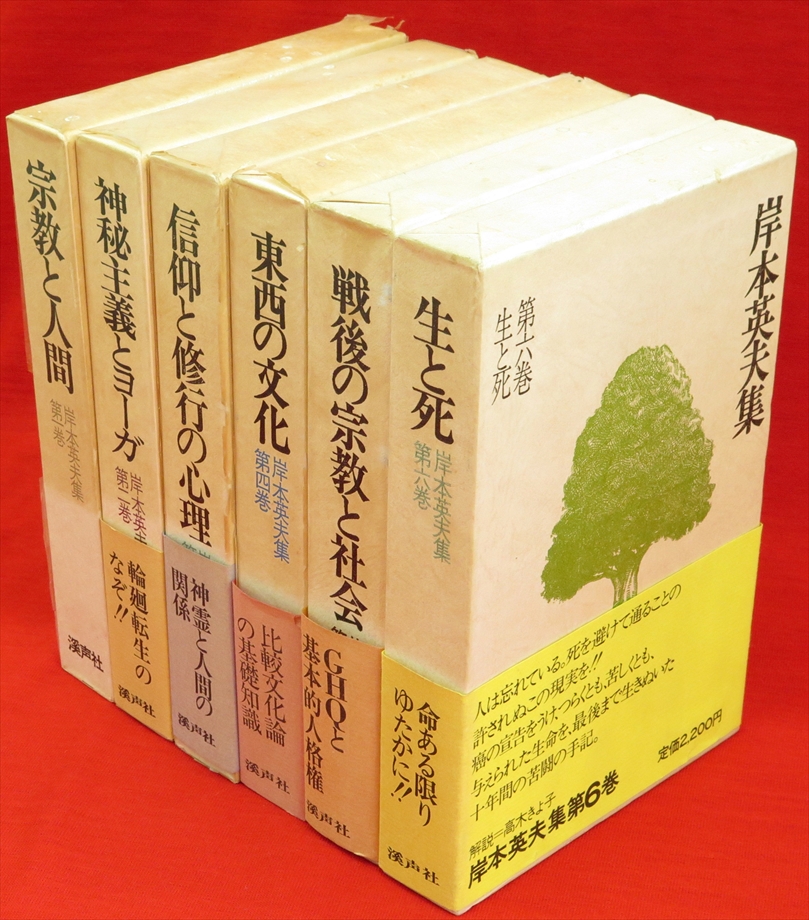 宗教と人間
岸本英夫集
第一巻
溪声社
神秘主義とヨーガ
岸本英夫
第二巻
輪廻転生の
なぞ!!
溪声社
信仰と修行の心理
神霊と人間の
関係
溪声社
東西の文化
岸本英夫集
第四巻
比較文化論
の基礎知識
溪声社
戦後の宗教と社会
GHQと
基本的人格権
溪声社
生と死
岸本英夫集
第六巻
命ある限り
ゆたかに!!
溪声社
岸本英夫集
第六巻
生と死
人は忘れている。死を避けて通ることの
許されぬこの現実を!!
癌の宣告をうけ、つらくとも、苦しくとも、
与えられた生命を、最後まで生きぬいた
十年間の苦闘の手記。
定価2,200円
解説=高木きよ子
岸本英夫集第6巻